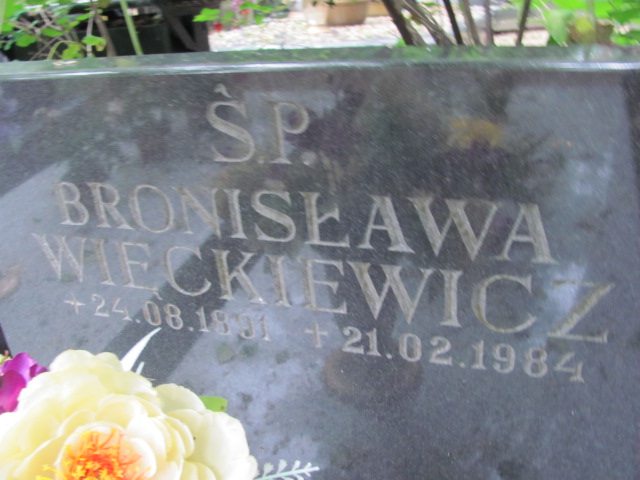 Ś.P.
BRONISŁAWA
WIĘCKIEWICZ
+24.08.1891 +21.02.1984